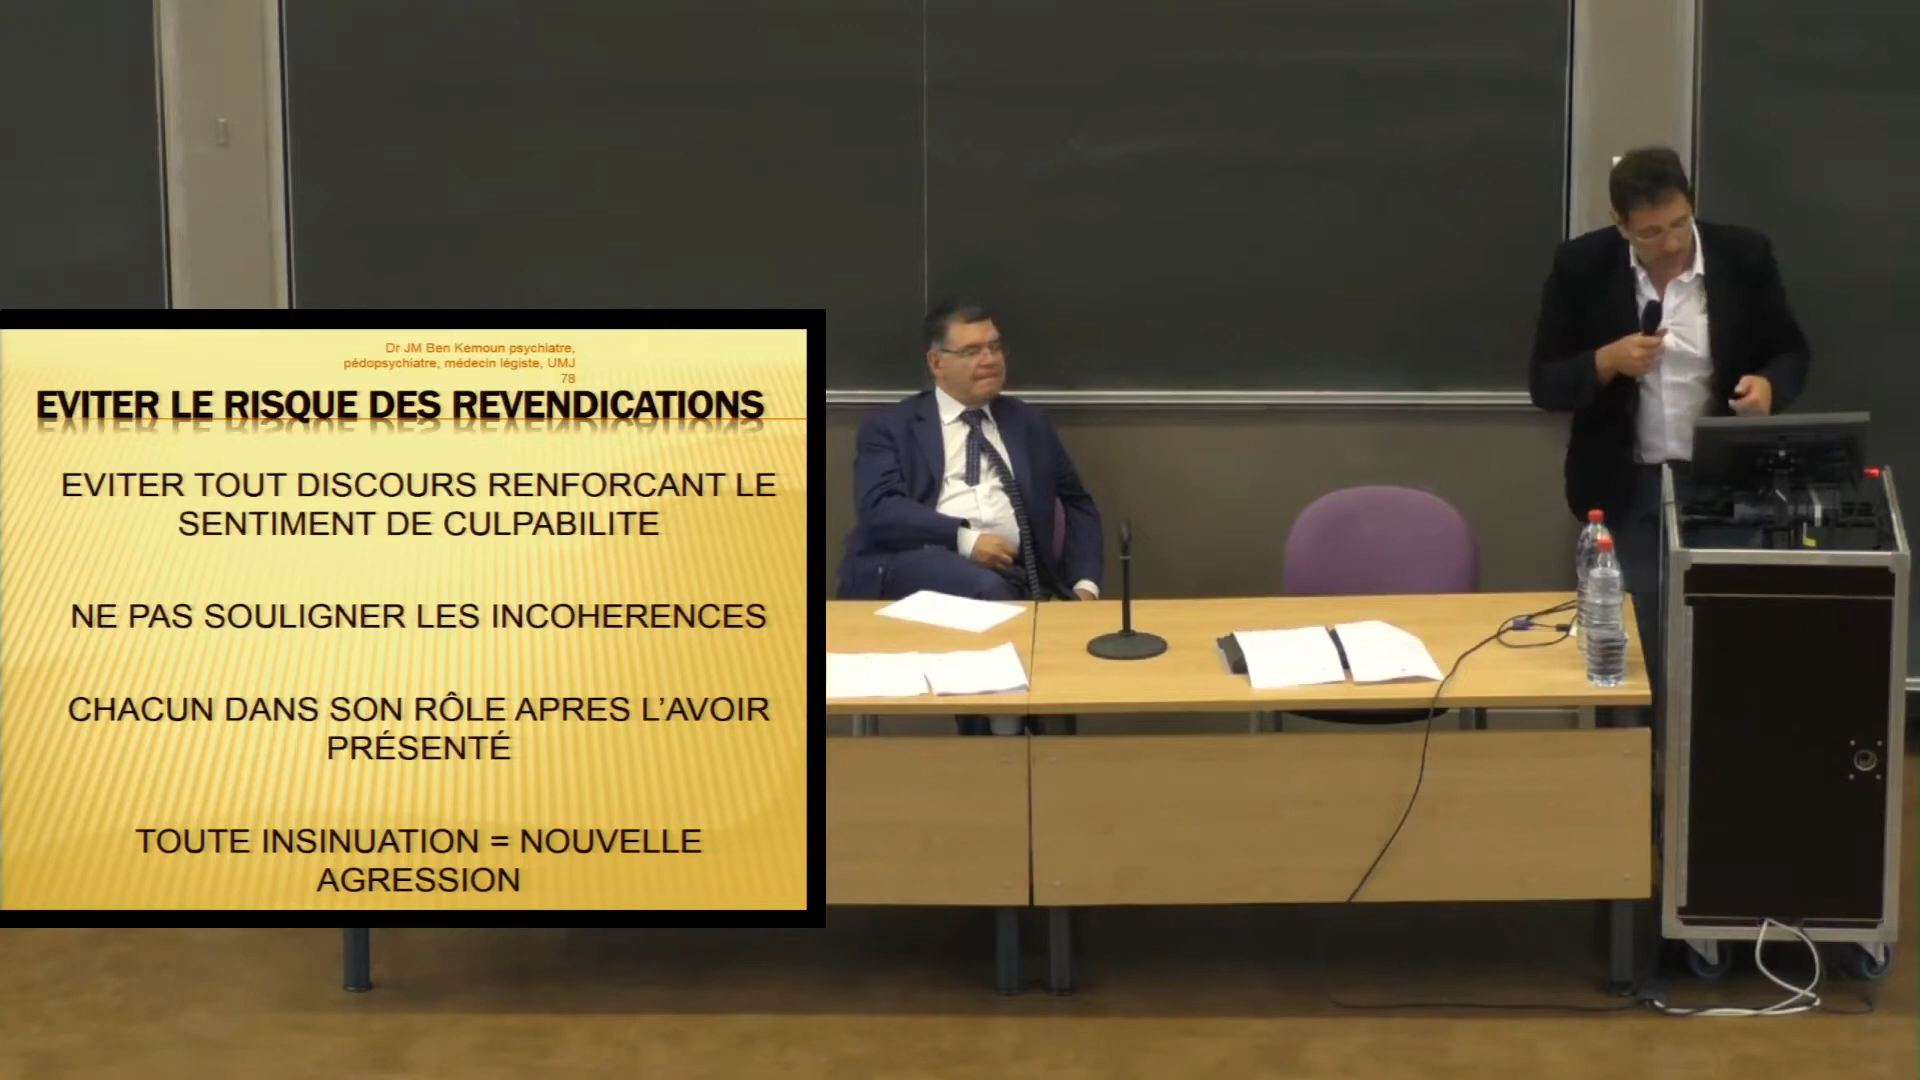 Dr JM Ben Kemoun psychiatre,
pédopsychiatre, médecin légiste, UMJ
78
EVITER LE RISQUE DES REVENDICATIONS
EVITER TOUT DISCOURS RENFORCANT LE
SENTIMENT DE CULPABILITE
NE PAS SOULIGNER LES INCOHERENCES
CHACUN DANS SON RÔLE APRES L’AVOIR
PRÉSENTÉ
TOUTE INSINUATION = NOUVELLE
AGRESSION